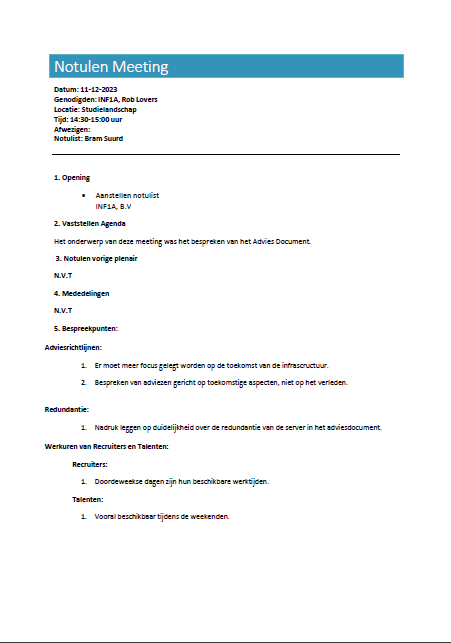 Notulen Meeting
Datum: 11-12-2023
Genodigden: INF1A, Rob Lovers
Locatie: Studielandschap
Tijd: 14:30-15:00 uur
Afwezigen:
Notulist: Bram Suurd
1. Opening
• Aanstellen notulist
INF1A, B.V
2. Vaststellen Agenda
Het onderwerp van deze meeting was het bespreken van het Advies Document.
3. Notulen vorige plenair
N.V.T
4. Mededelingen
N.V.T
5. Bespreekpunten:
Adviesrichtlijnen:
1. Er moet meer focus gelegt worden op de toekomst van de infrascructuur.
2. Bespreken van adviezen gericht op toekomstige aspecten, niet op het verleden.
Redundantie:
1. Nadruk leggen op duidelijkheid over de redundantie van de server in het adviesdocument.
Werkuren van Recruiters en Talenten:
Recruiters:
1. Doordeweekse dagen zijn hun beschikbare werktijden.
Talenten:
1. Vooral beschikbaar tijdens de weekenden.